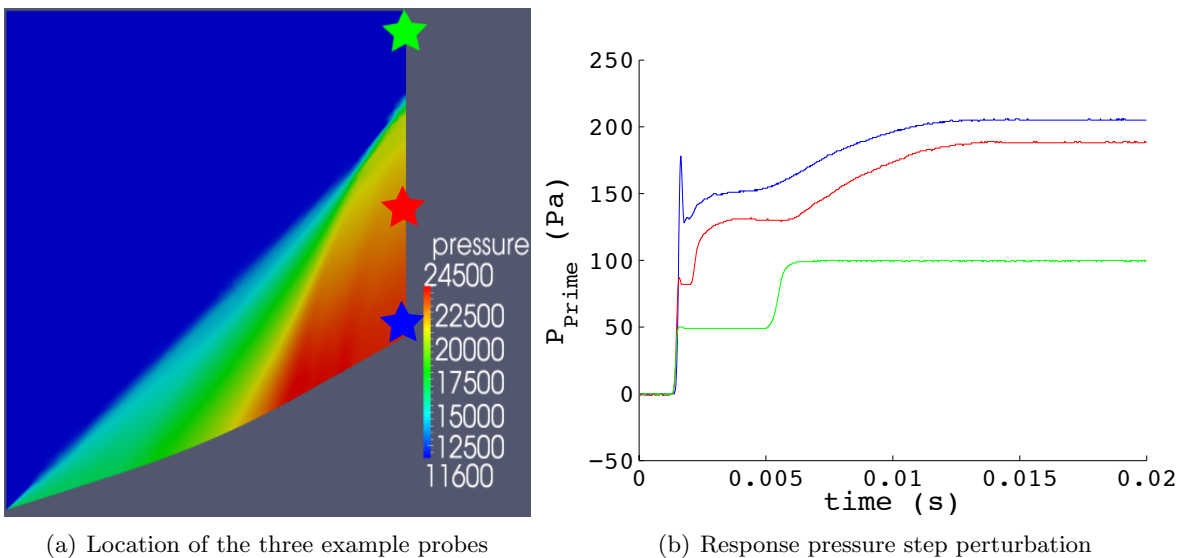 pressure
24500
22500
20000
17500
15000
12500
11600
250
200
150
100
50
0
−50
P_Prime (Pa)
0 0.005 0.01 0.015 0.02
time (s)
(a) Location of the three example probes
(b) Response pressure step perturbation